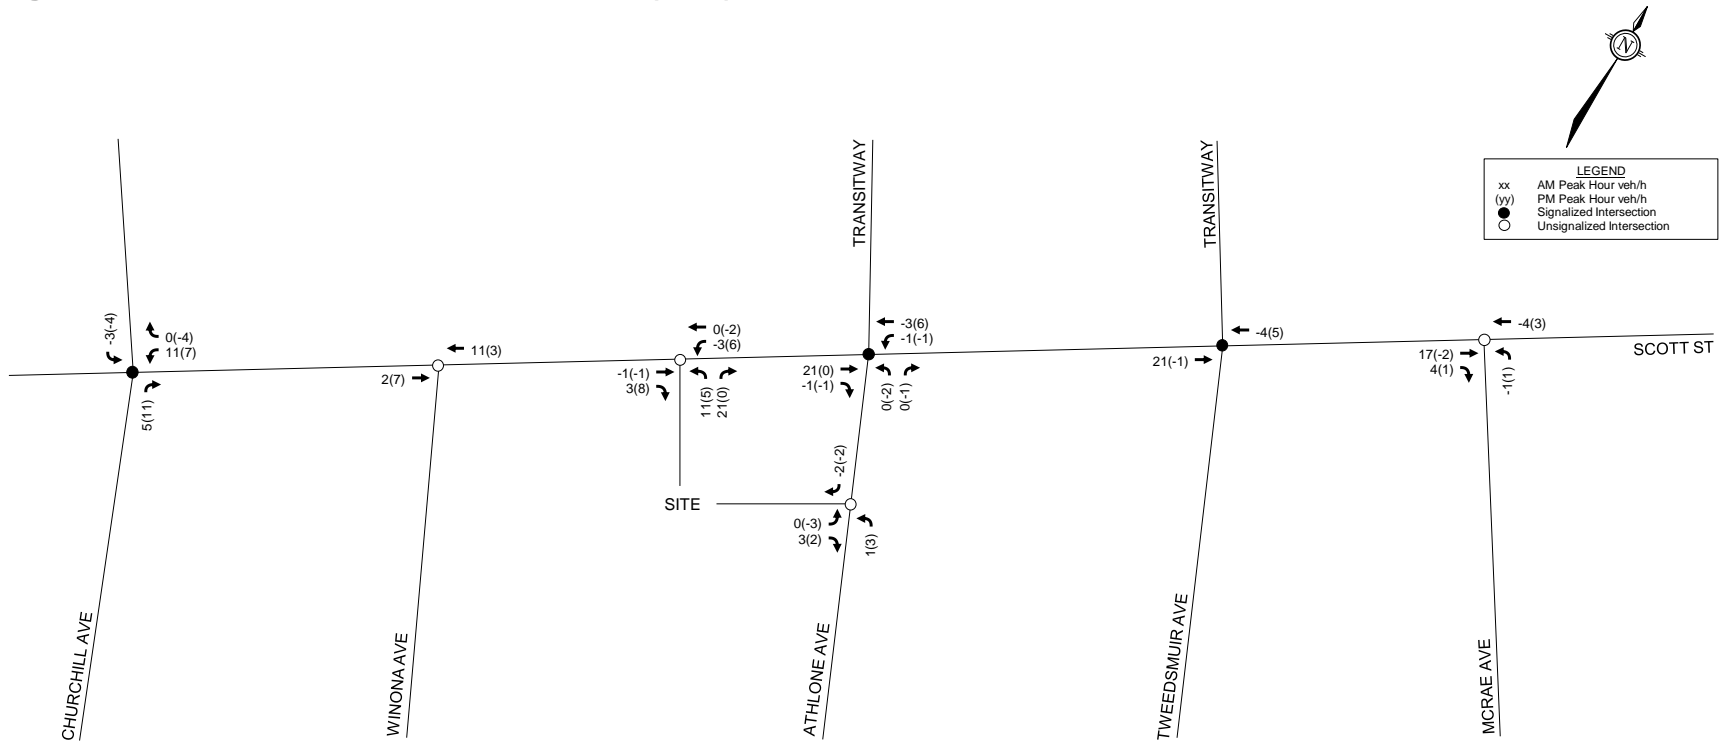 N
TRANSITWAY
TRANSITWAY
LEGEND
xx AM Peak Hour veh/h
(yy) PM Peak Hour veh/h
Signalized Intersection
Unsignalized Intersection
-3(-4)
0(-4)
11(7)
5(11)
11(3)
2(7)
0(-2)
-3(6)
-1(-1)
3(8)
11(5)
21(0)
-3(6)
-1(-1)
21(0)
-1(-1)
0(-2)
0(-1)
-4(5)
21(-1)
-4(3)
17(-2)
4(1)
-1(1)
SCOTT ST
-2(-2)
SITE
0(-3)
3(2)
1(3)
CHURCHILL AVE
WINONA AVE
ATHLONE AVE
TWEEDSMUIR AVE
MCRAE AVE